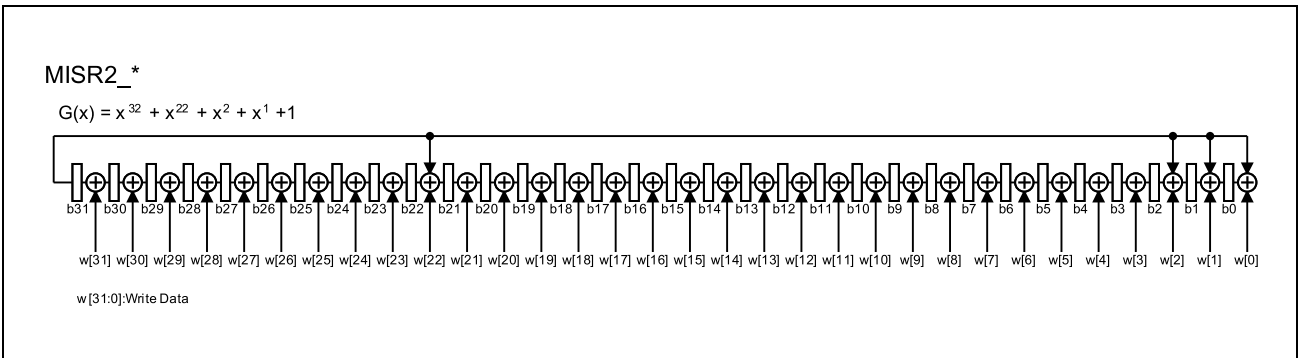 MISR2_*
G(x) = x³² + x²² + x² + x¹ +1
b31 b30 b29 b28 b27 b26 b25 b24 b23 b22 b21 b20 b19 b18 b17 b16 b15 b14 b13 b12 b11 b10 b9 b8 b7 b6 b5 b4 b3 b2 b1 b0
w[31] w[30] w[29] w[28] w[27] w[26] w[25] w[24] w[23] w[22] w[21] w[20] w[19] w[18] w[17] w[16] w[15] w[14] w[13] w[12] w[11] w[10] w[9] w[8] w[7] w[6] w[5] w[4] w[3] w[2] w[1] w[0]
w[31:0]:Write Data